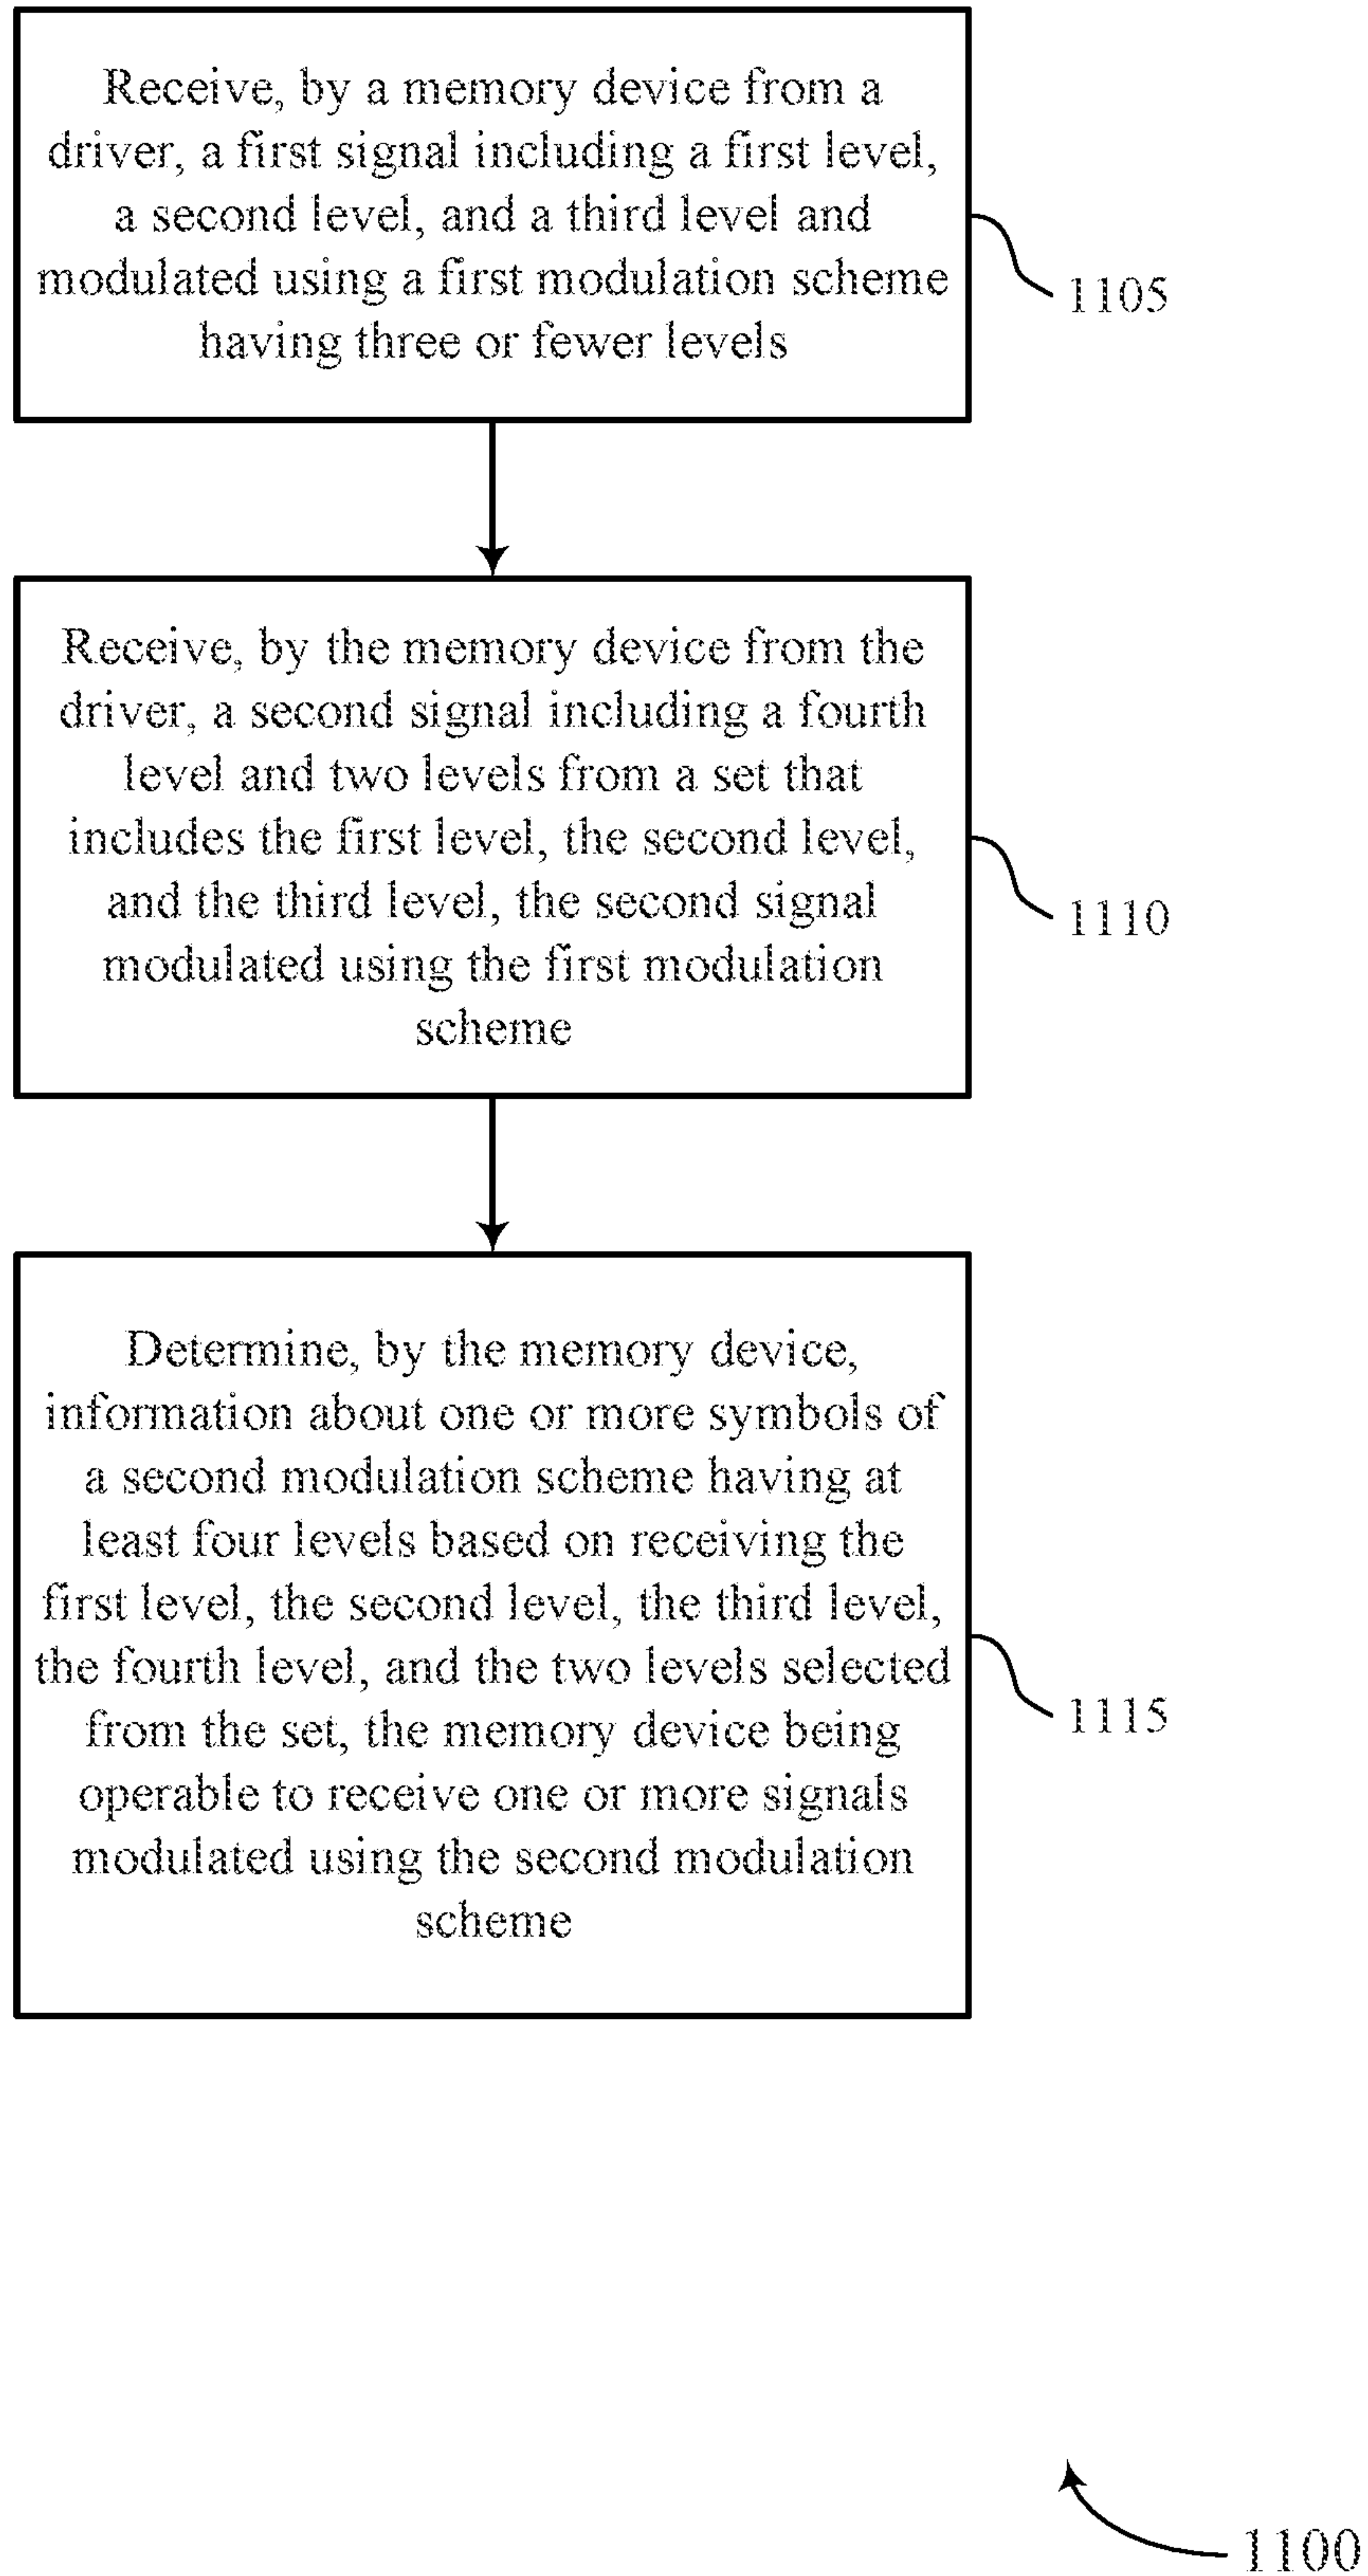 Receive, by a memory device from a
driver, a first signal including a first level,
a second level, and a third level and
modulated using a first modulation scheme
having three or fewer levels
1105
Receive, by the memory device from the
driver, a second signal including a fourth
level and two levels from a set that
includes the first level, the second level,
and the third level, the second signal
modulated using the first modulation
scheme
1110
Determine, by the memory device,
information about one or more symbols of
a second modulation scheme having at
least four levels based on receiving the
first level, the second level, the third level,
the fourth level, and the two levels selected
from the set, the memory device being
operable to receive one or more signals
modulated using the second modulation
scheme
1115
1100